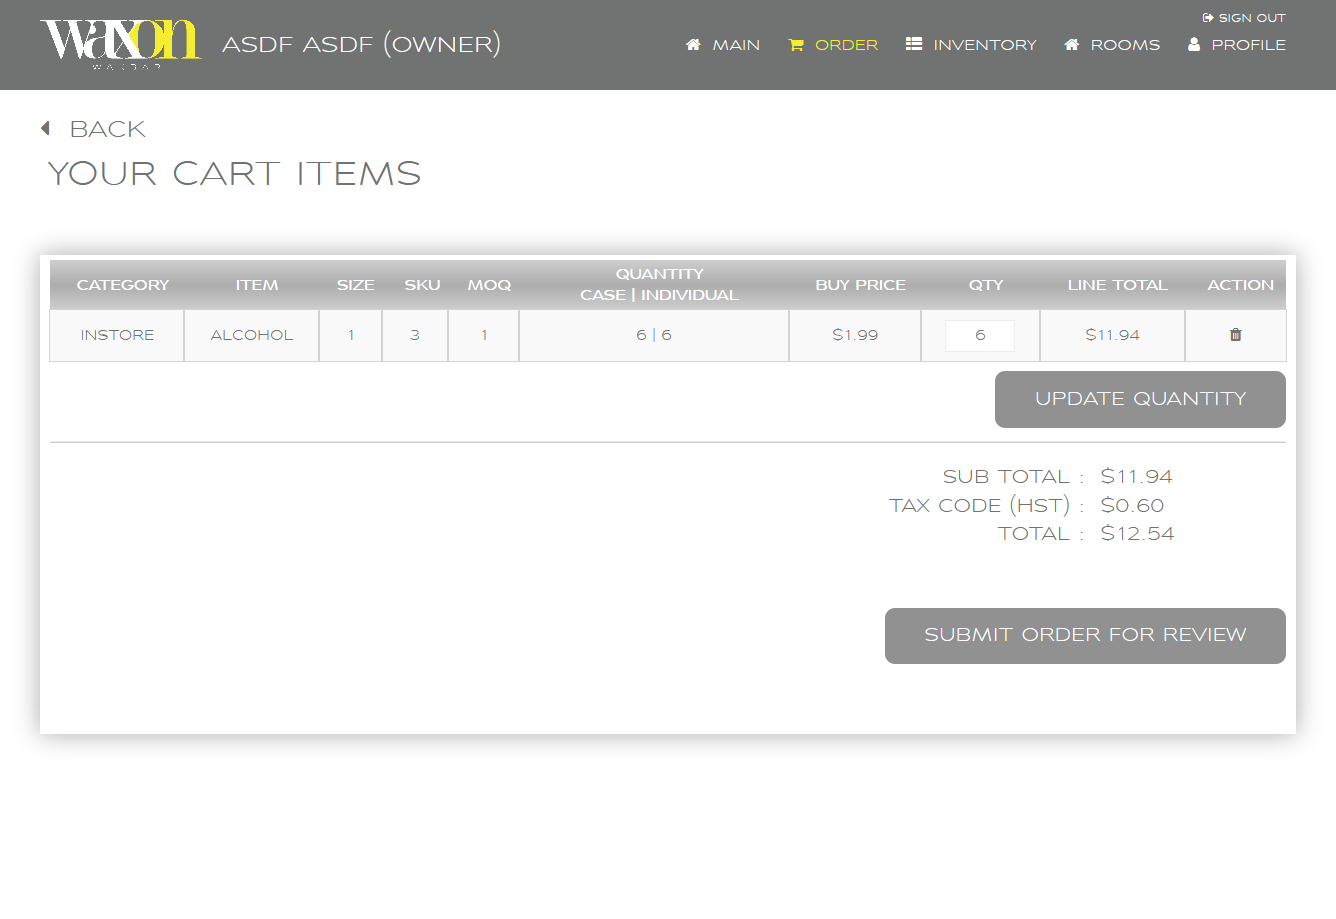 SIGN OUT
waxon
WAXBAR
ASDF ASDF (OWNER)
MAIN ORDER INVENTORY ROOMS PROFILE
BACK
YOUR CART ITEMS
CATEGORY ITEM SIZE SKU MOQ QUANTITY CASE | INDIVIDUAL BUY PRICE QTY LINE TOTAL ACTION
INSTORE ALCOHOL 1 3 1 6 | 6 $1.99 6 $11.94
UPDATE QUANTITY
SUB TOTAL : $11.94
TAX CODE (HST) : $0.60
TOTAL : $12.54
SUBMIT ORDER FOR REVIEW